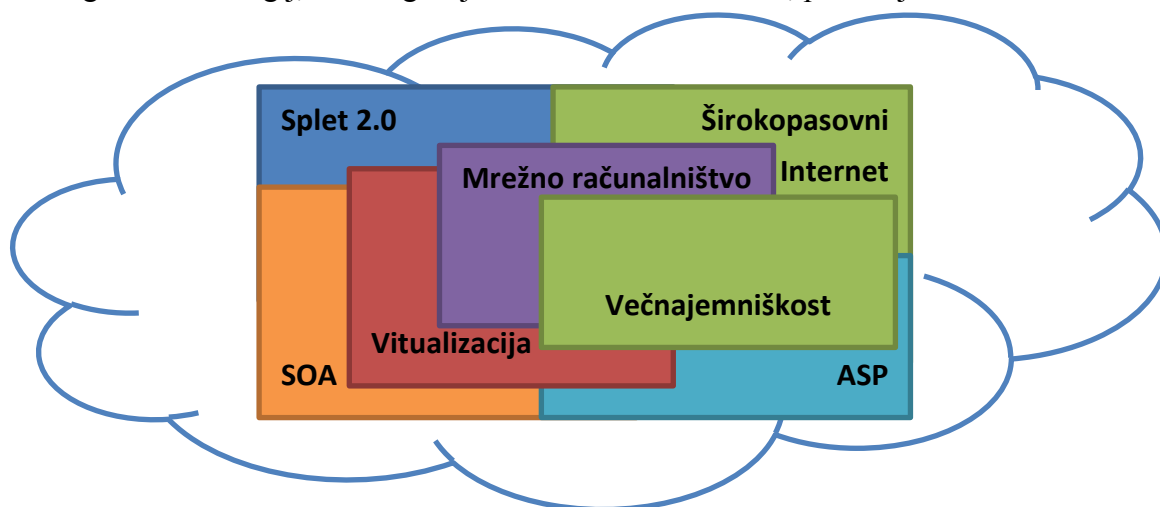 Splet 2.0
Širokopasovni
Internet
Mrežno računalništvo
Večnajemniškost
Vitualizacija
SOA
ASP